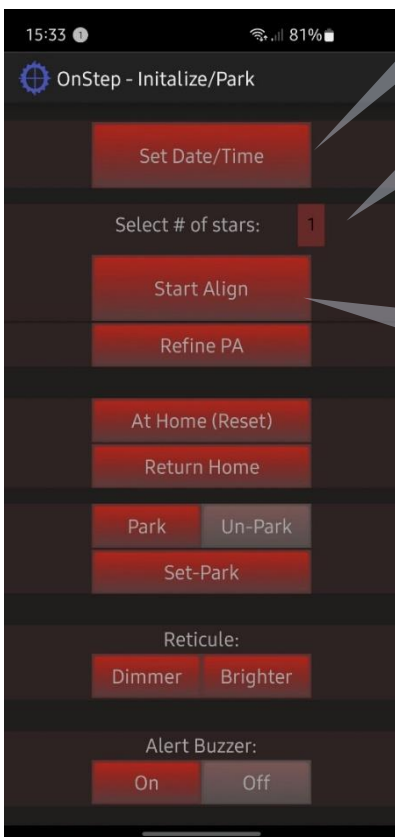 15:33 1 81%
OnStep - Initalize/Park
Set Date/Time
Select # of stars: 1
Start Align
Refine PA
At Home (Reset)
Return Home
Park Un-Park
Set-Park
Reticule:
Dimmer Brighter
Alert Buzzer:
On Off